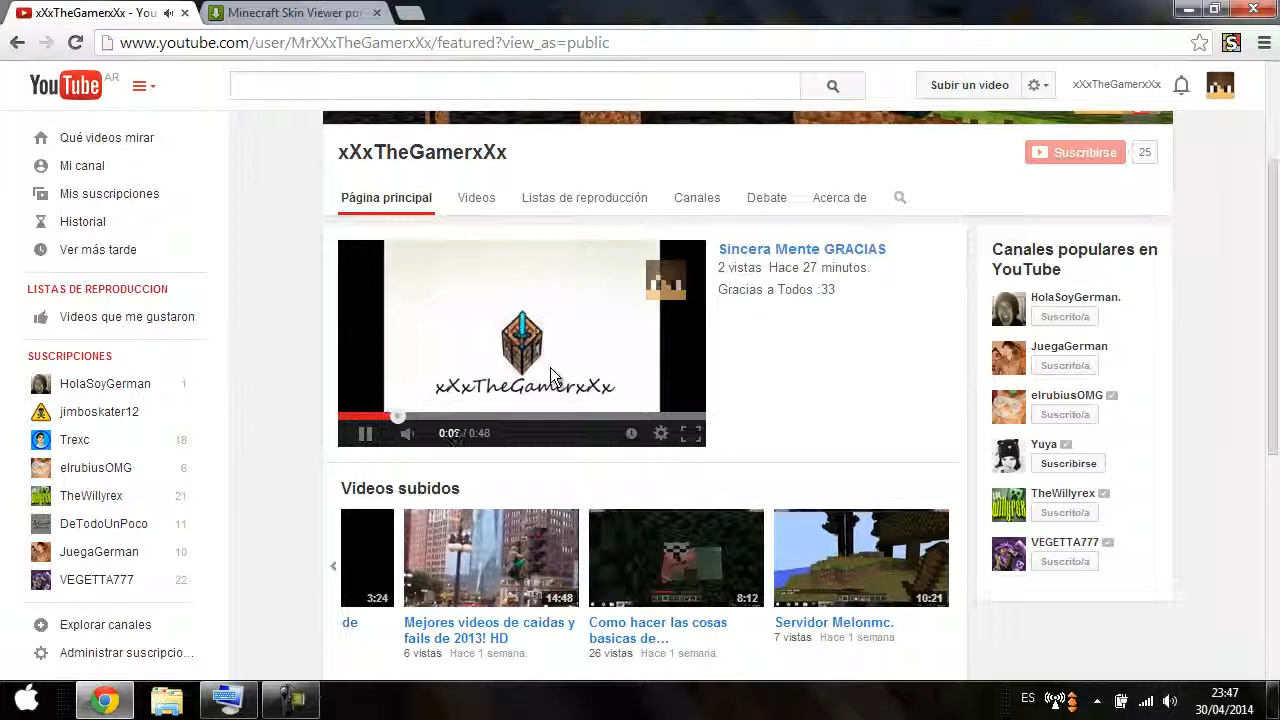 xXxTheGamerxXx - You
Minecraft Skin Viewer por
www.youtube.com/user/MrXXxTheGamerxXx/featured?view_as=public
YouTube AR
Subir un video
xXxTheGamerxXx
Qué videos mirar
Mi canal
Mis suscripciones
Historial
Ver más tarde
LISTAS DE REPRODUCCION
Videos que me gustaron
SUSCRIPCIONES
HolaSoyGerman 1
jimboskater12
Trexc 18
elrubiusOMG 6
TheWillyrex 21
DeTodoUnPoco 11
JuegaGerman 10
VEGETTA777 22
Explorar canales
Administrar suscripcio...
xXxTheGamerxXx
Suscribirse 25
Página principal Videos Listas de reproducción Canales Debate Acerca de
xXxTheGamerxXx
0:48
Sincera Mente GRACIAS
2 vistas Hace 27 minutos.
Gracias a Todos :33
Videos subidos
3:24
de
14:48
Mejores videos de caidas y
fails de 2013! HD
6 vistas Hace 1 semana.
8:12
Como hacer las cosas
basicas de...
26 vistas Hace 1 semana.
10:21
Servidor Melonmc.
7 vistas Hace 1 semana
Canales populares en
YouTube
HolaSoyGerman.
Suscrito/a
JuegaGerman
Suscrito/a
elrubiusOMG
Suscrito/a
Yuya
Suscribirse
TheWillyrex
Suscrito/a
VEGETTA777
Suscrito/a
ES
23:47
30/04/2014